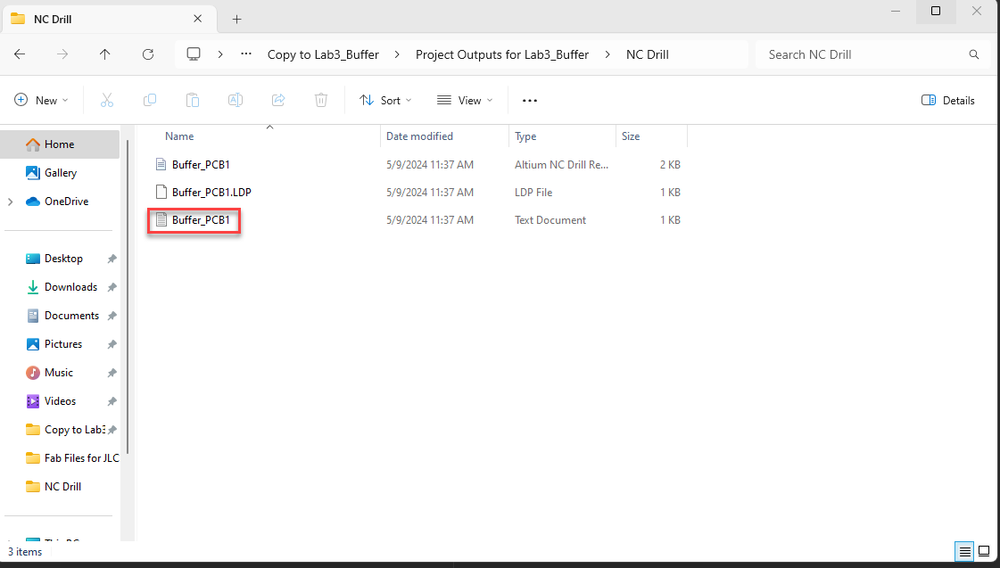 NC Drill
Copy to Lab3_Buffer > Project Outputs for Lab3_Buffer > NC Drill
Search NC Drill
New
Sort
View
Details
Home
Gallery
OneDrive
Desktop
Downloads
Documents
Pictures
Music
Videos
Copy to Lab3
Fab Files for JLC
NC Drill
Name Date modified Type Size
Buffer_PCB1 5/9/2024 11:37 AM Altium NC Drill Re... 2 KB
Buffer_PCB1.LDP 5/9/2024 11:37 AM LDP File 1 KB
Buffer_PCB1 5/9/2024 11:37 AM Text Document 1 KB
3 items